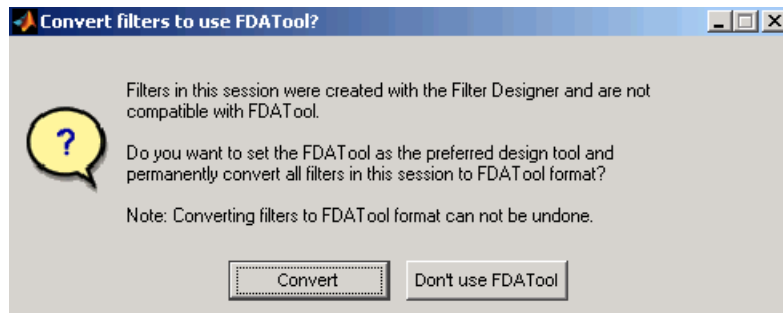 Convert filters to use FDATool?
Filters in this session were created with the Filter Designer and are not
compatible with FDATool.
Do you want to set the FDATool as the preferred design tool and
permanently convert all filters in this session to FDATool format?
Note: Converting filters to FDATool format can not be undone.
Convert
Don't use FDATool